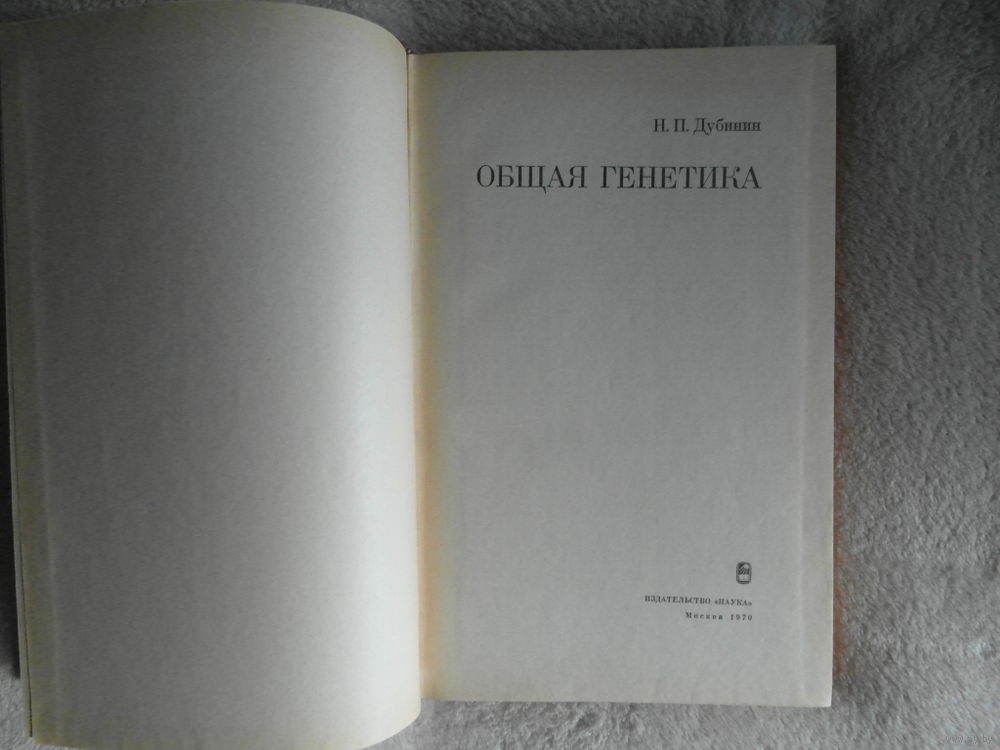 Н. П. Дубинин
ОБЩАЯ ГЕНЕТИКА
ИЗДАТЕЛЬСТВО «НАУКА»
Москва 1970